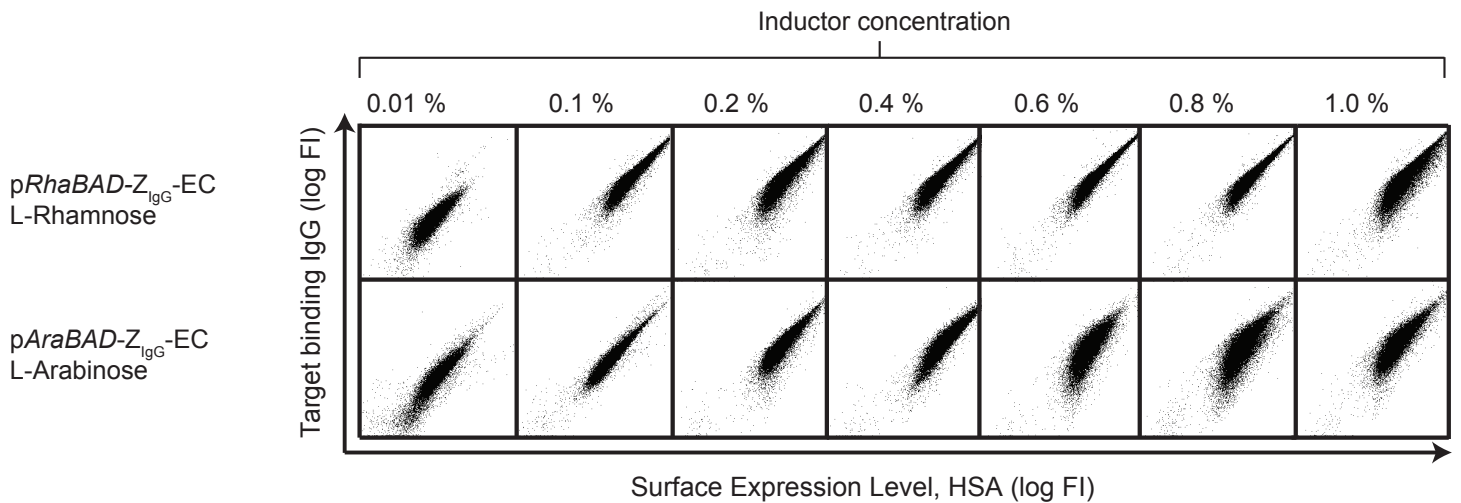 Inductor concentration
0.01 % 0.1 % 0.2 % 0.4 % 0.6 % 0.8 % 1.0 %
pRhaBAD-ZIgG-EC
L-Rhamnose
pAraBAD-ZIgG-EC
L-Arabinose
Target binding IgG (log FI)
Surface Expression Level, HSA (log FI)